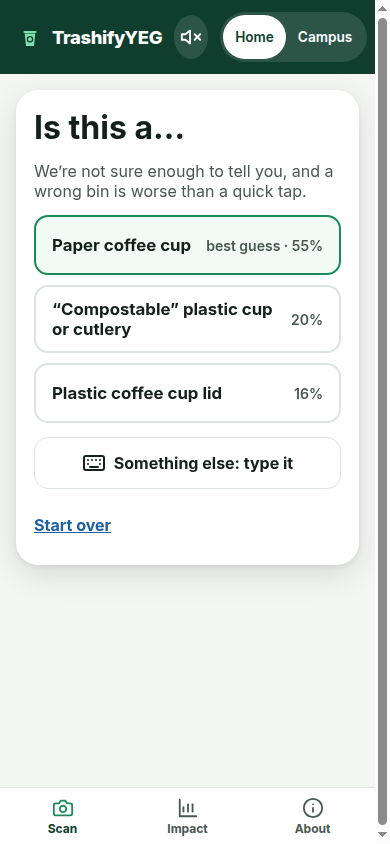 TrashifyYEG
Home
Campus
Is this a…
We’re not sure enough to tell you, and a
wrong bin is worse than a quick tap.
Paper coffee cup
best guess · 55%
“Compostable” plastic cup
or cutlery
20%
Plastic coffee cup lid
16%
Something else: type it
Start over
Scan
Impact
About